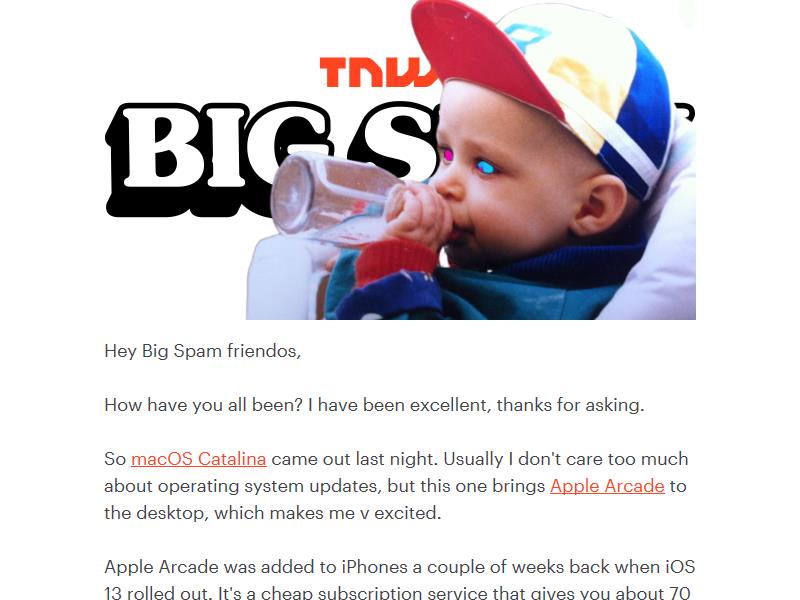 TNW
BIG S
Hey Big Spam friendos,
How have you all been? I have been excellent, thanks for asking.
So macOS Catalina came out last night. Usually I don't care too much
about operating system updates, but this one brings Apple Arcade to
the desktop, which makes me v excited.
Apple Arcade was added to iPhones a couple of weeks back when iOS
13 rolled out. It's a cheap subscription service that gives you about 70